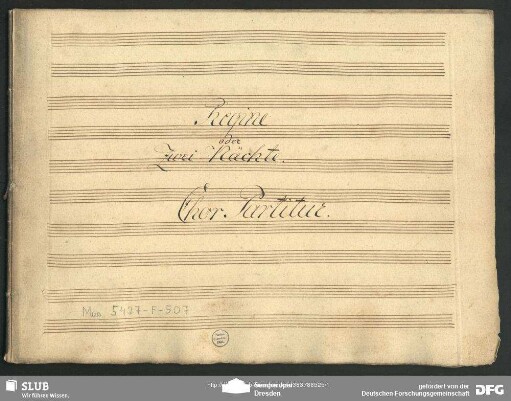 Regine
oder
Zwei Nächte.
Chor. Partitur.
Mus. 5427-F-507
SLUB
Wir führen Wissen.
Semperoper
Dresden
gefördert von der
Deutschen Forschungsgemeinschaft
DFG